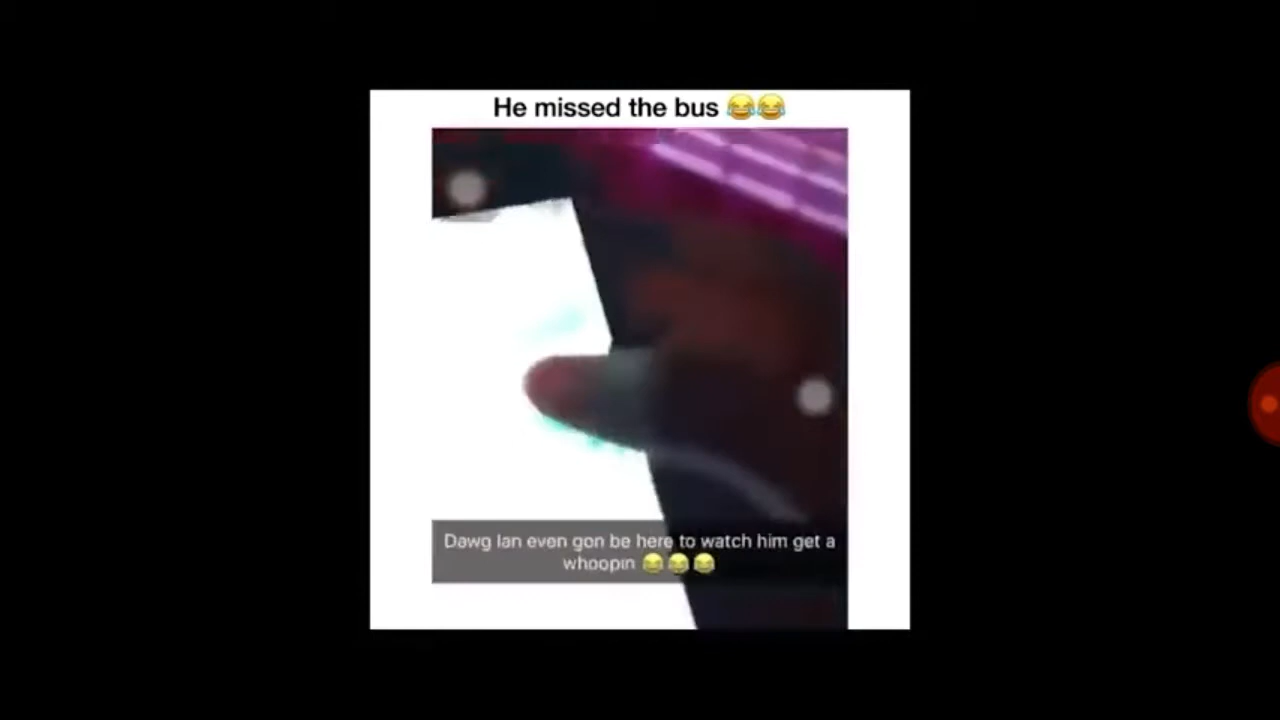 He missed the bus 😂😂
Dawg Ian even gon be here to watch him get a
whoopin 😂😂😂